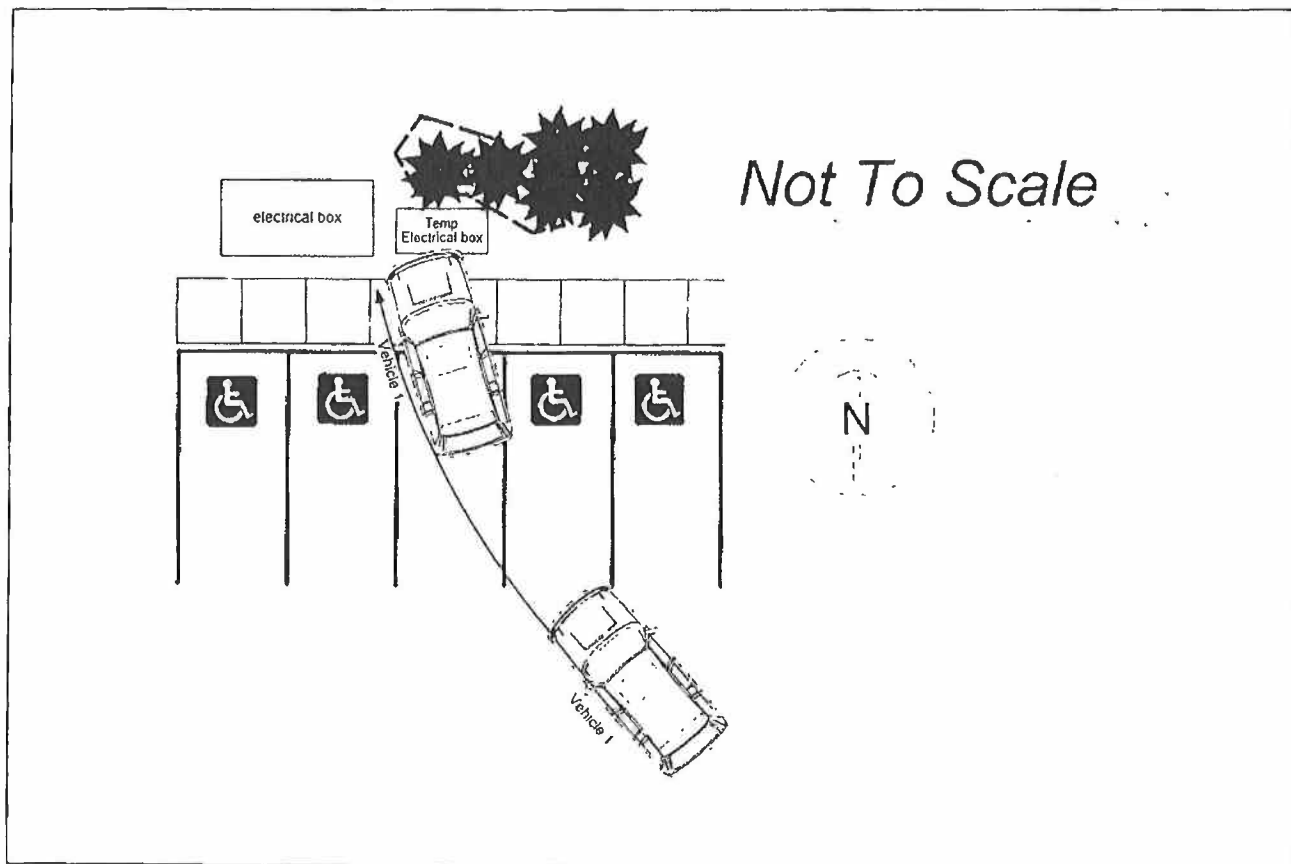 Not To Scale
electrical box
Temp
Electrical box
Vehicle 1
N
Vehicle 1